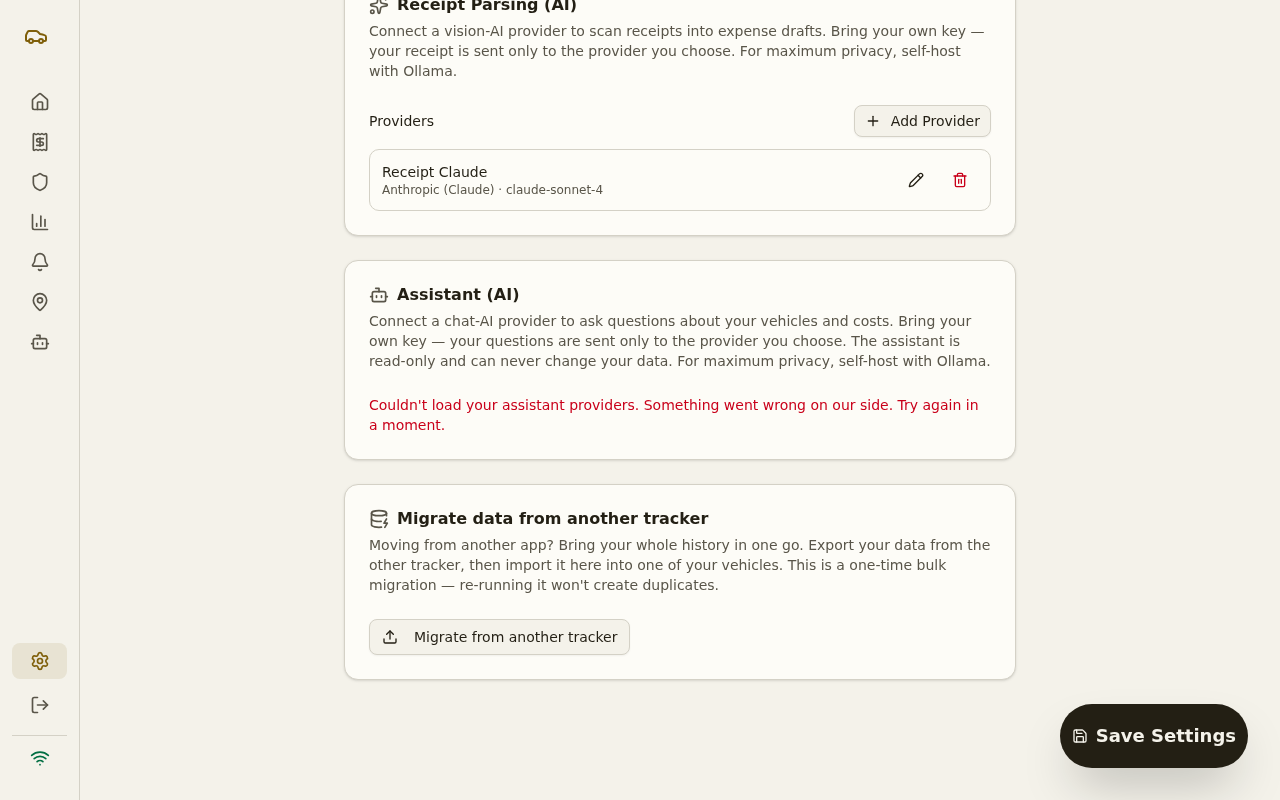 Receipt Parsing (AI)
Connect a vision-AI provider to scan receipts into expense drafts. Bring your own key —
your receipt is sent only to the provider you choose. For maximum privacy, self-host
with Ollama.
Providers
Add Provider
Receipt Claude
Anthropic (Claude) · claude-sonnet-4
Assistant (AI)
Connect a chat-AI provider to ask questions about your vehicles and costs. Bring your
own key — your questions are sent only to the provider you choose. The assistant is
read-only and can never change your data. For maximum privacy, self-host with Ollama.
Couldn't load your assistant providers. Something went wrong on our side. Try again in
a moment.
Migrate data from another tracker
Moving from another app? Bring your whole history in one go. Export your data from the
other tracker, then import it here into one of your vehicles. This is a one-time bulk
migration — re-running it won't create duplicates.
Migrate from another tracker
Save Settings